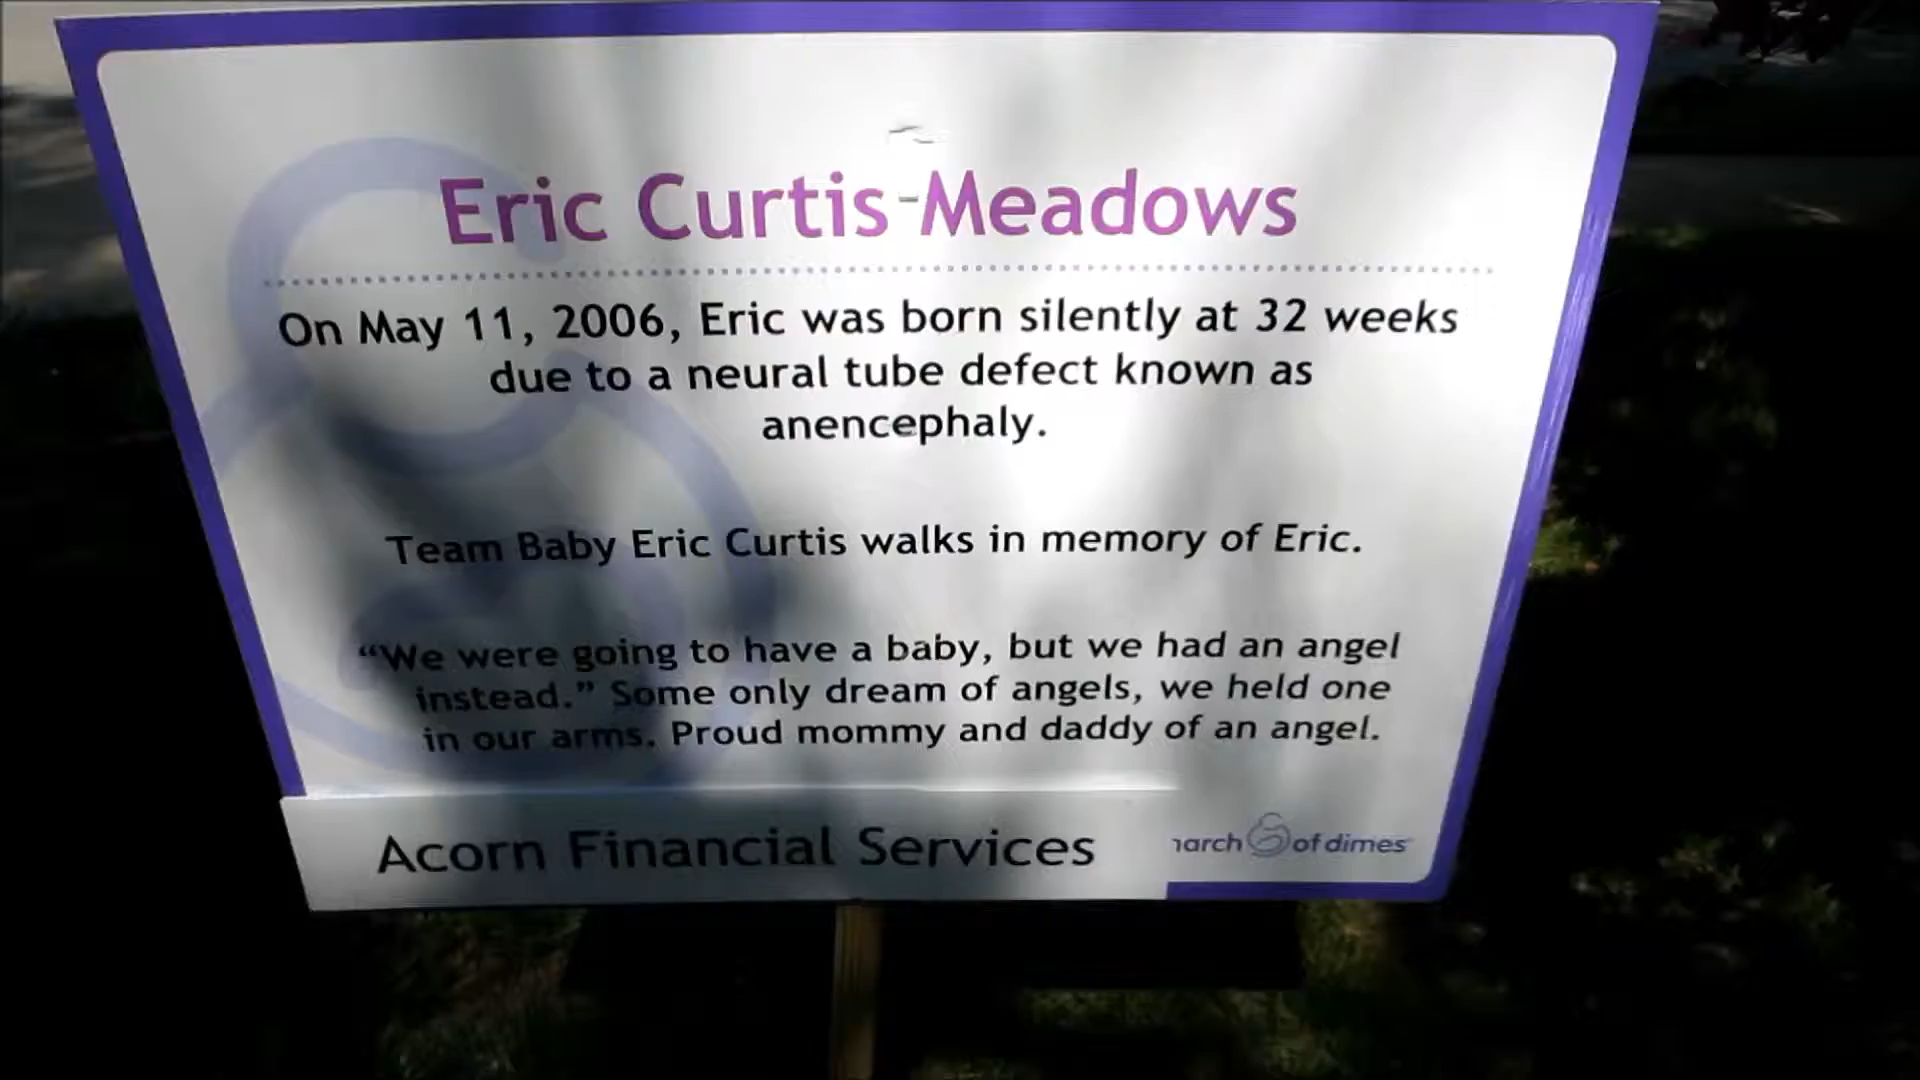 Eric Curtis Meadows
On May 11, 2006, Eric was born silently at 32 weeks
due to a neural tube defect known as
anencephaly.
Team Baby Eric Curtis walks in memory of Eric.
“We were going to have a baby, but we had an angel
instead.” Some only dream of angels, we held one
in our arms. Proud mommy and daddy of an angel.
Acorn Financial Services
march of dimes